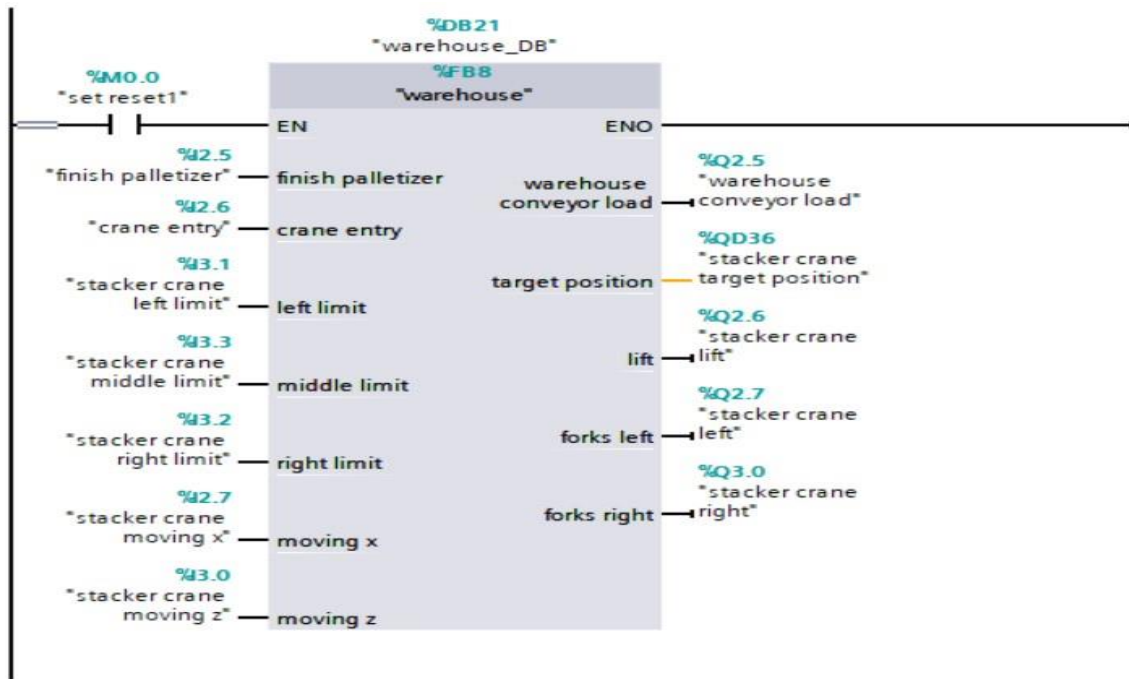 %DB21
"warehouse_DB"
%M0.0
"set reset1"
%FB8
"warehouse"
EN
ENO
%I2.5
"finish palletizer"
finish palletizer
warehouse
conveyor load
%Q2.5
"warehouse
conveyor load"
%I2.6
"crane entry"
crane entry
%I3.1
"stacker crane
left limit"
left limit
target position
%QD36
"stacker crane
target position"
%I3.3
"stacker crane
middle limit"
middle limit
lift
%Q2.6
"stacker crane
lift"
%I3.2
"stacker crane
right limit"
right limit
forks left
%Q2.7
"stacker crane
left"
%I2.7
"stacker crane
moving x"
moving x
forks right
%Q3.0
"stacker crane
right"
%I3.0
"stacker crane
moving z"
moving z